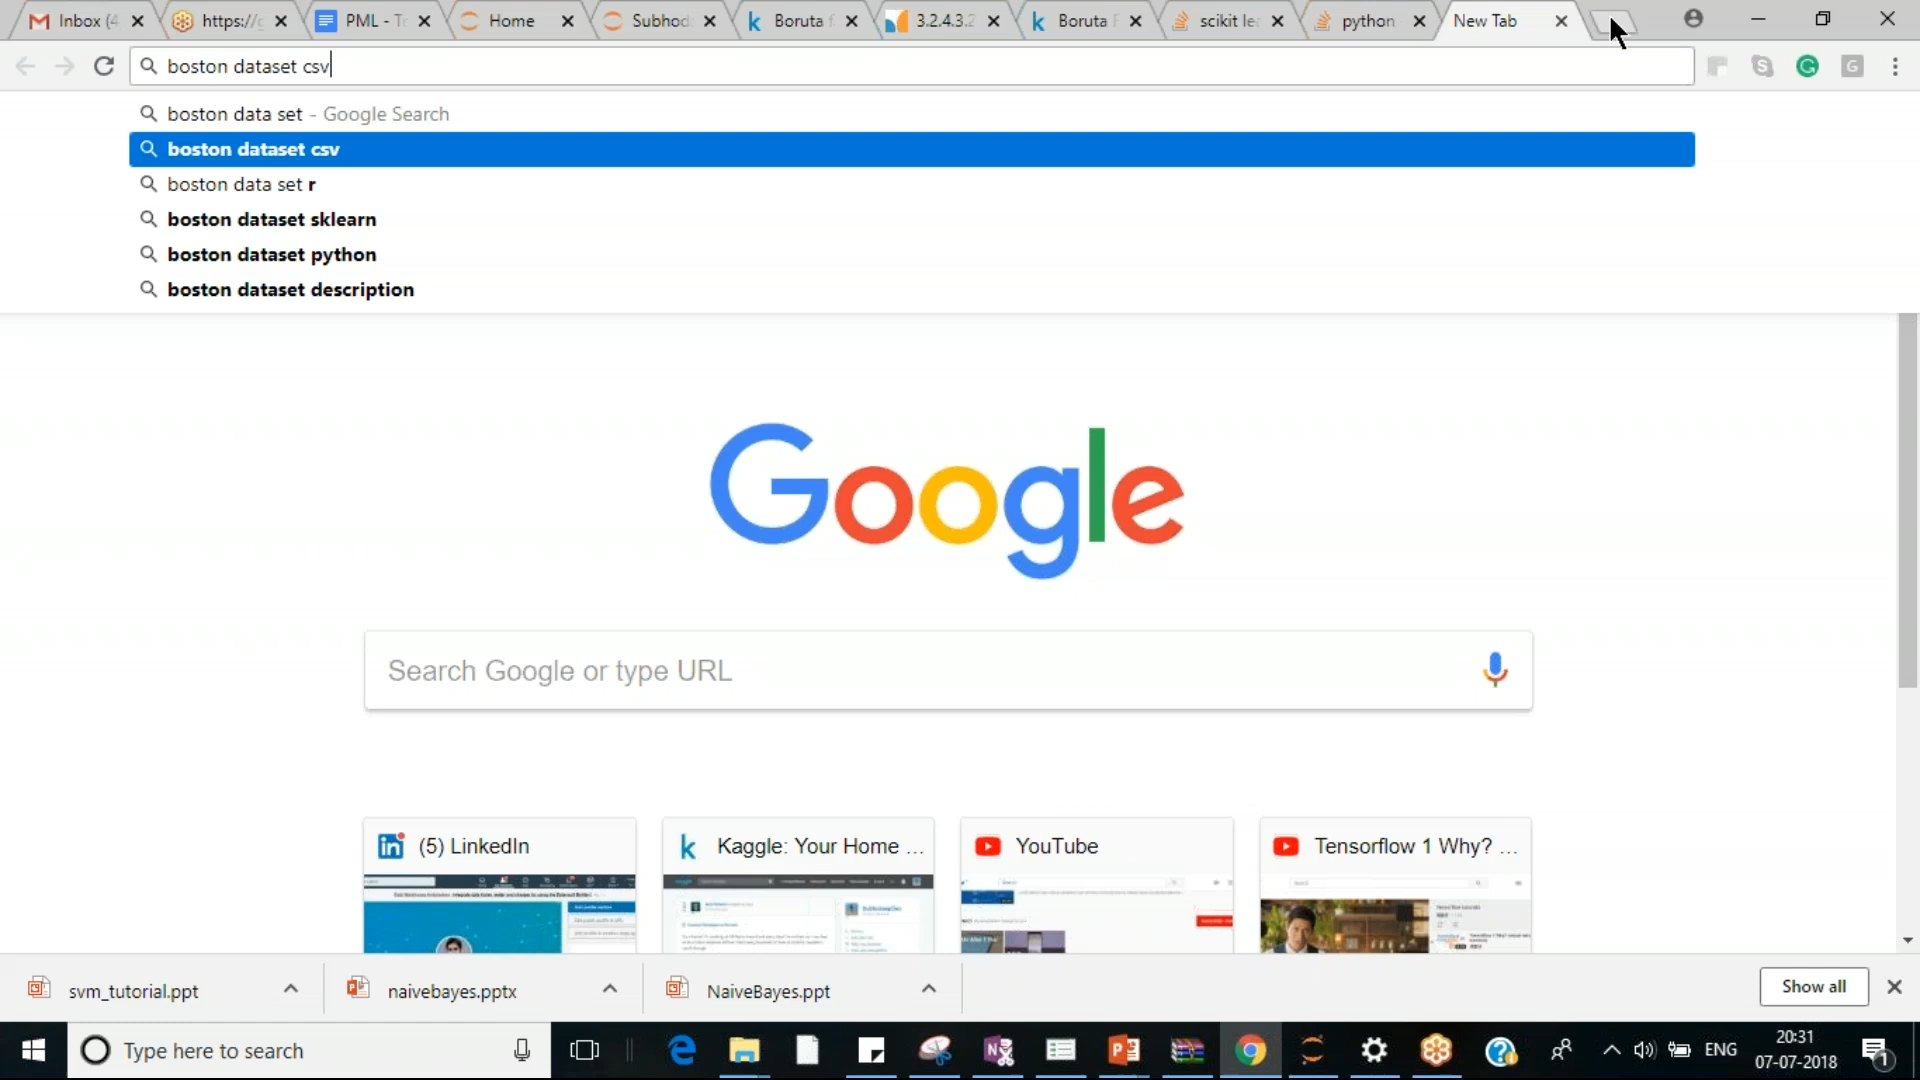 Inbox (4
https://g
PML - To
Home
Subhod
Boruta f
3.2.4.3.2
Boruta F
scikit le
python
New Tab
boston dataset csv
boston data set - Google Search
boston dataset csv
boston data set r
boston dataset sklearn
boston dataset python
boston dataset description
Google
Search Google or type URL
(5) LinkedIn
Kaggle: Your Home ...
YouTube
Tensorflow 1 Why? ...
svm_tutorial.ppt
naivebayes.pptx
NaiveBayes.ppt
Show all
Type here to search
ENG
20:31
07-07-2018
1